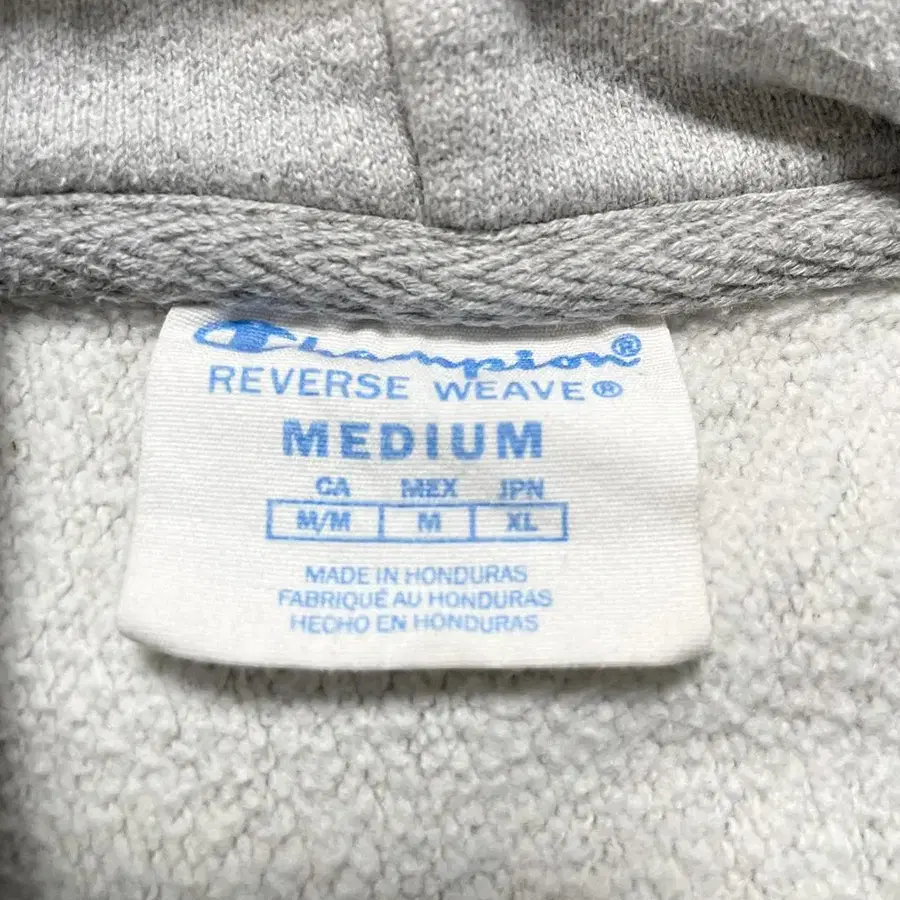 Champion®
REVERSE WEAVE®
MEDIUM
CA MEX JPN
M/M M XL
MADE IN HONDURAS
FABRIQUÉ AU HONDURAS
HECHO EN HONDURAS